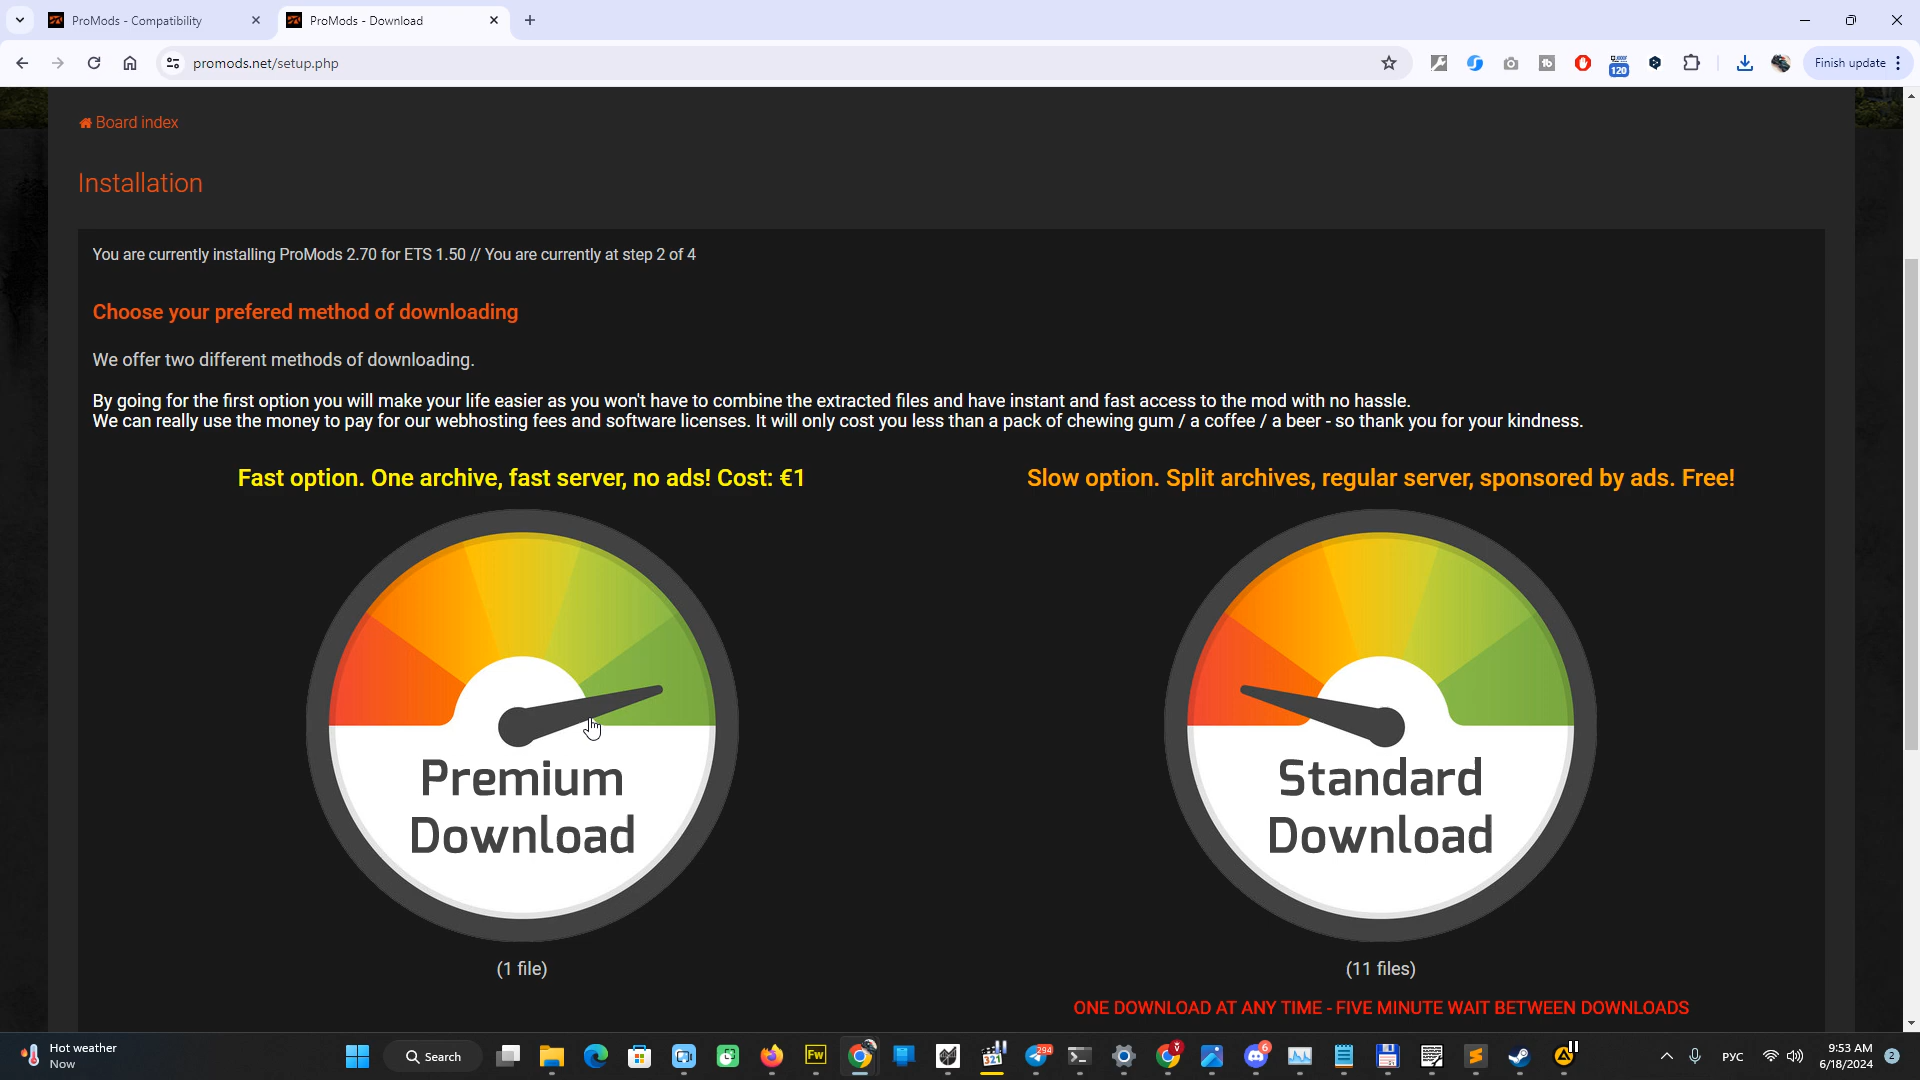 ProMods - Compatibility
ProMods - Download
promods.net/setup.php
120
Finish update
Board index
Installation
You are currently installing ProMods 2.70 for ETS 1.50 // You are currently at step 2 of 4
Choose your prefered method of downloading
We offer two different methods of downloading.
By going for the first option you will make your life easier as you won't have to combine the extracted files and have instant and fast access to the mod with no hassle.
We can really use the money to pay for our webhosting fees and software licenses. It will only cost you less than a pack of chewing gum / a coffee / a beer - so thank you for your kindness.
Fast option. One archive, fast server, no ads! Cost: €1
Slow option. Split archives, regular server, sponsored by ads. Free!
Premium
Download
Standard
Download
(1 file)
(11 files)
ONE DOWNLOAD AT ANY TIME - FIVE MINUTE WAIT BETWEEN DOWNLOADS
Hot weather
Now
Search
Fw
321
294
6
РУС
9:53 AM
6/18/2024
2